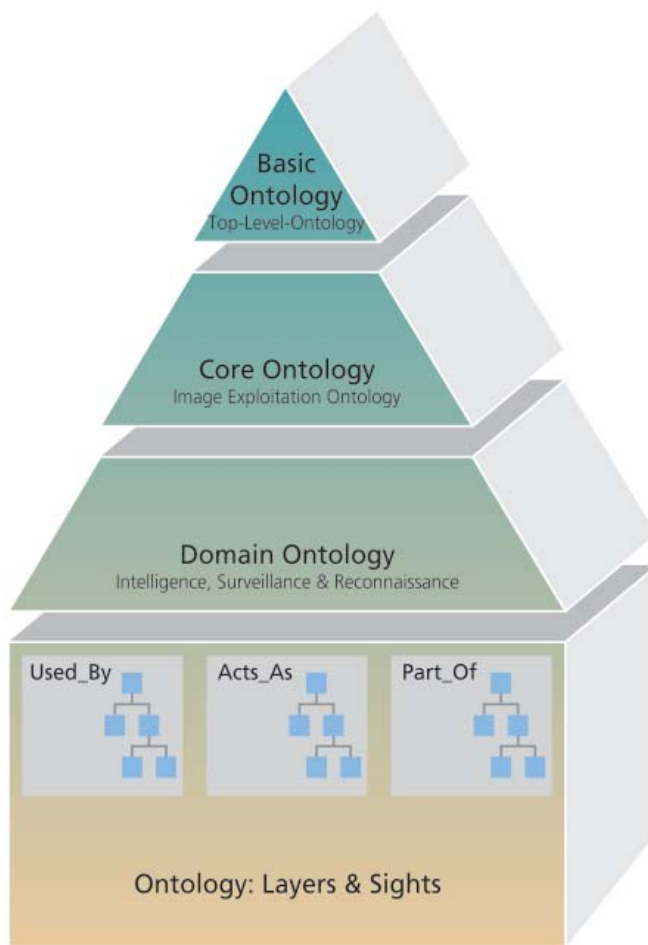 Basic
Ontology
Top-Level-Ontology
Core Ontology
Image Exploitation Ontology
Domain Ontology
Intelligence, Surveillance & Reconnaissance
Used_By
Acts_As
Part_Of
Ontology: Layers & Sights